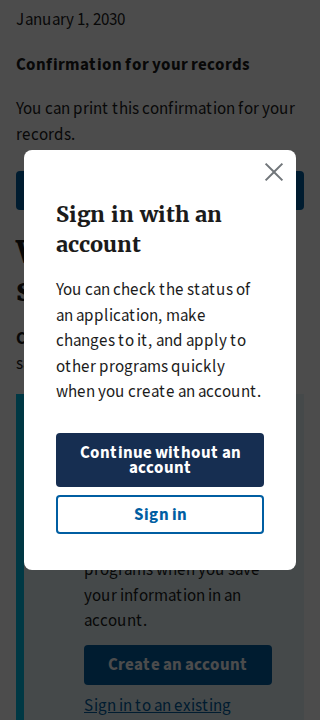 January 1, 2030
Confirmation for your records
You can print this confirmation for your
records.
Sign in with an
account
You can check the status of
an application, make
changes to it, and apply to
other programs quickly
when you create an account.
Continue without an
account
Sign in
programs when you save
your information in an
account.
Create an account
Sign in to an existing